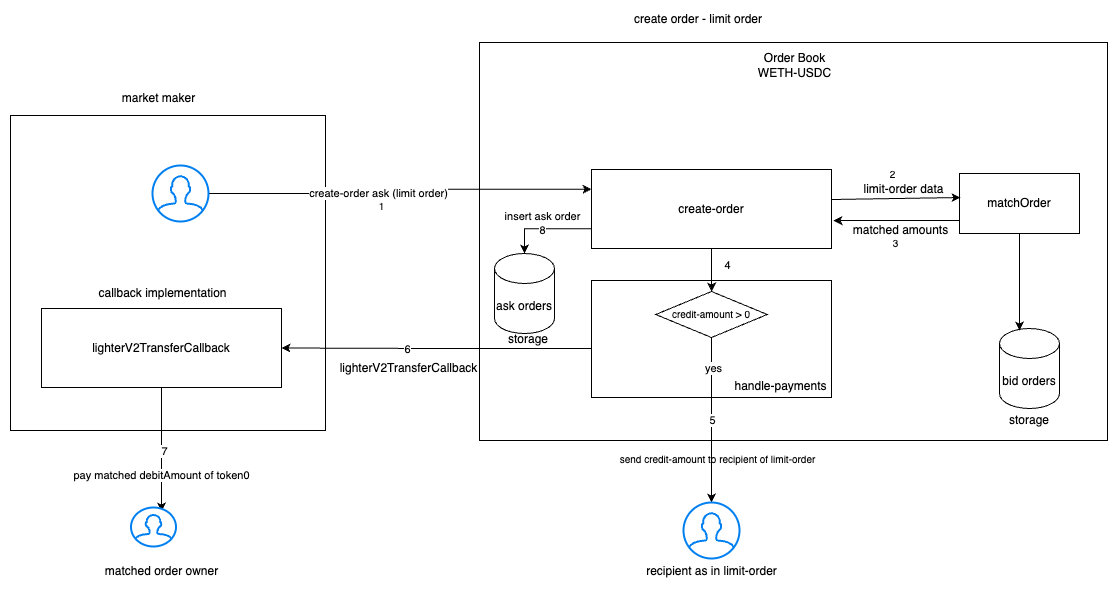 create order - limit order
Order Book
WETH-USDC
market maker
create-order ask (limit order)
1
create-order
2
limit-order data
matchOrder
matched amounts
3
insert ask order
8
4
ask orders
storage
credit-amount > 0
callback implementation
lighterV2TransferCallback
6
lighterV2TransferCallback
yes
handle-payments
bid orders
storage
5
7
send credit-amount to recipient of limit-order
pay matched debitAmount of token0
matched order owner
recipient as in limit-order